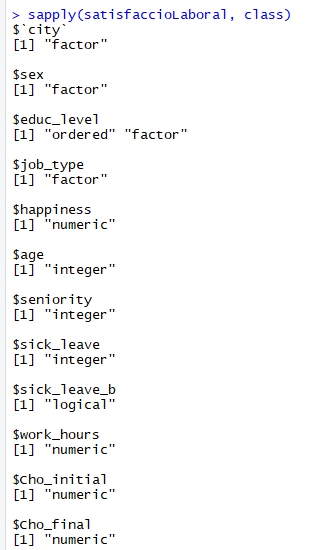 > sapply(satisfaccioLaboral, class)
$`city`
[1] "factor"
$sex
[1] "factor"
$educ_level
[1] "ordered" "factor"
$job_type
[1] "factor"
$happiness
[1] "numeric"
$age
[1] "integer"
$seniority
[1] "integer"
$sick_leave
[1] "integer"
$sick_leave_b
[1] "logical"
$work_hours
[1] "numeric"
$Cho_initial
[1] "numeric"
$Cho_final
[1] "numeric"